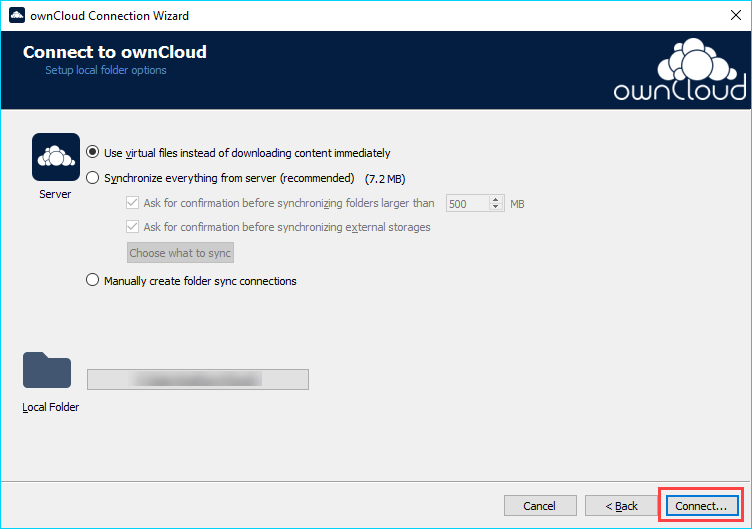 ownCloud Connection Wizard
Connect to ownCloud
Setup local folder options
ownCloud
Use virtual files instead of downloading content immediately
Synchronize everything from server (recommended) (7.2 MB)
Server
Ask for confirmation before synchronizing folders larger than 500 MB
Ask for confirmation before synchronizing external storages
Choose what to sync
Manually create folder sync connections
Local Folder
Cancel
< Back
Connect...